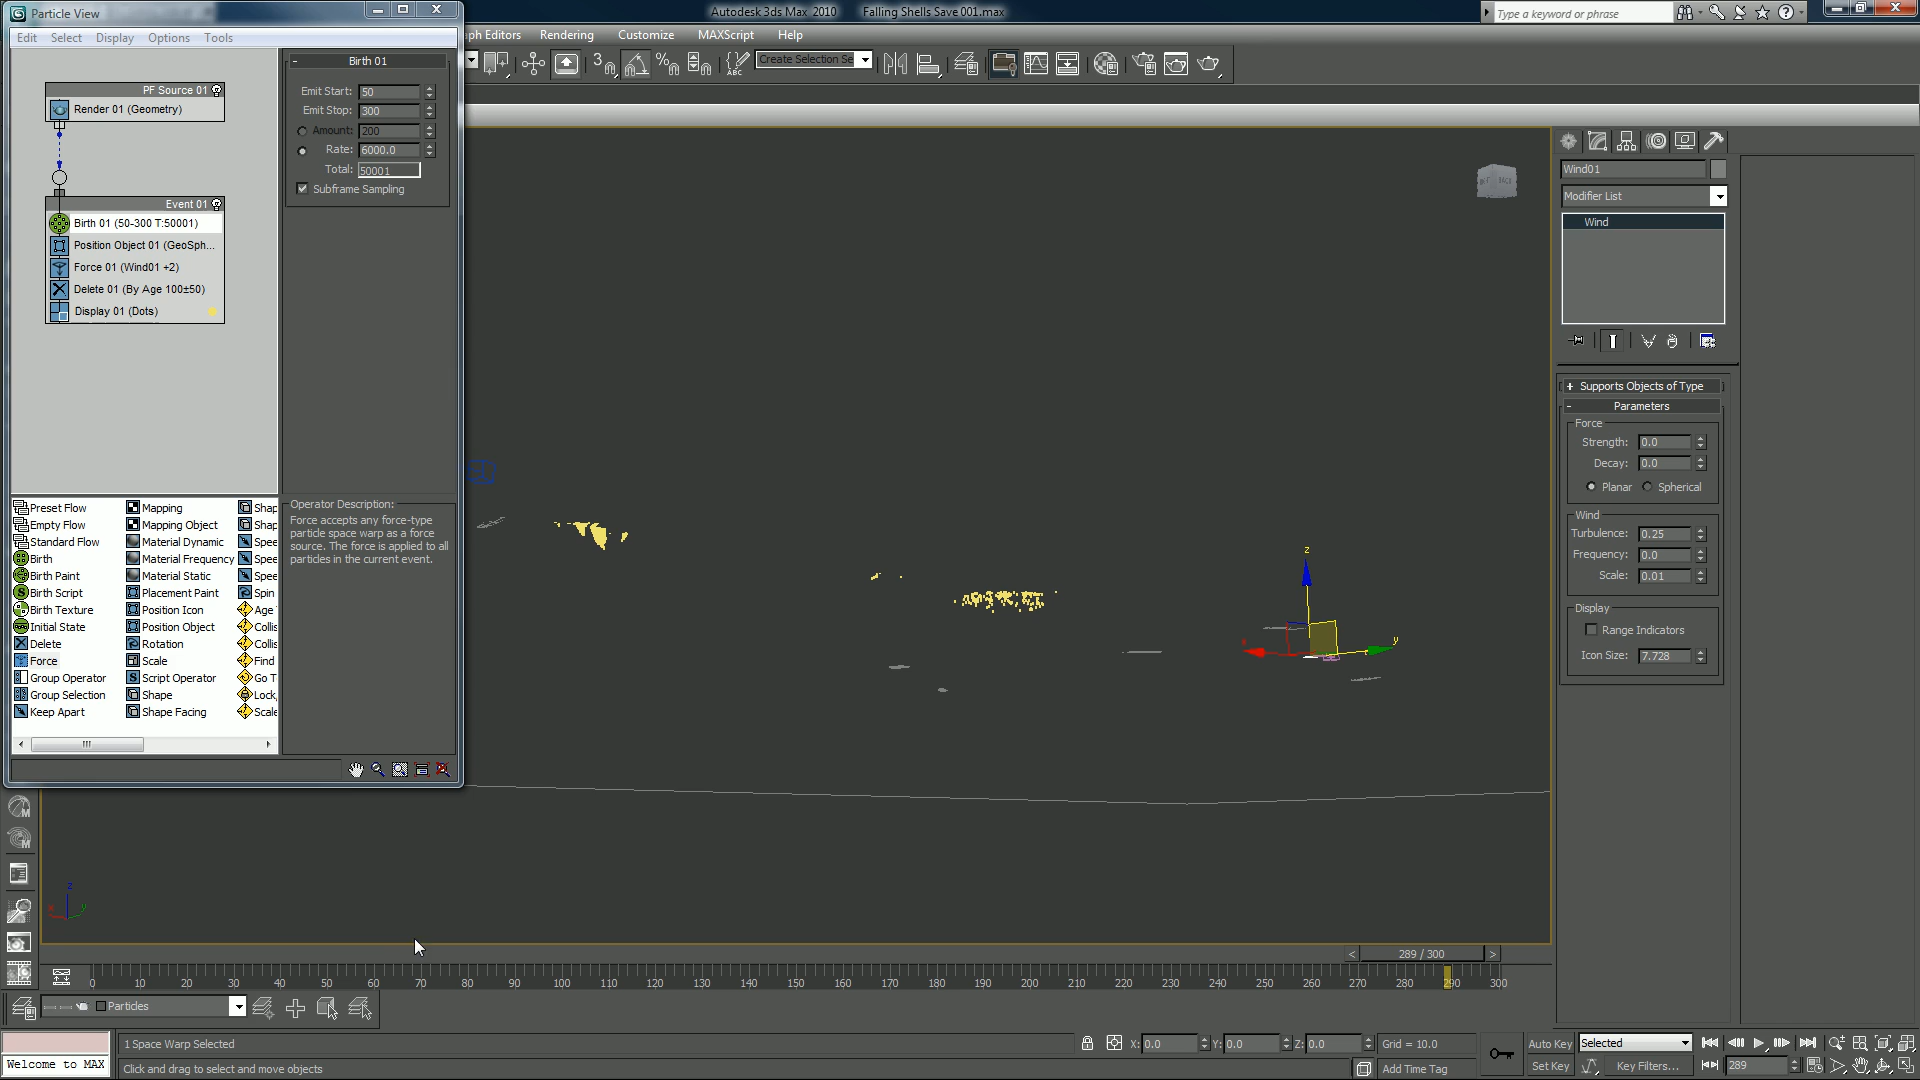 Particle View
Autodesk 3ds Max 2010 Falling Shells Save 001.max
Type a keyword or phrase
Edit Select Display Options Tools
Graph Editors Rendering Customize MAXScript Help
Create Selection Se
PF Source 01
Render 01 (Geometry)
Event 01
Birth 01 (50-300 T:50001)
Position Object 01 (GeoSph...
Force 01 (Wind01 +2)
Delete 01 (By Age 100±50)
Display 01 (Dots)
- Birth 01
Emit Start: 50
Emit Stop: 300
Amount: 200
Rate: 6000.0
Total: 50001
Subframe Sampling
Preset Flow Mapping Shap
Empty Flow Mapping Object Shap
Standard Flow Material Dynamic Spee
Birth Material Frequency Spee
Birth Paint Material Static Spee
Birth Script Placement Paint Spin
Birth Texture Position Icon Age
Initial State Position Object Collis
Delete Rotation Collis
Force Scale Find
Group Operator Script Operator Go T
Group Selection Shape Lock,
Keep Apart Shape Facing Scale
Operator Description:
Force accepts any force-type
particle space warp as a force
source. The force is applied to all
particles in the current event.
z
x
y
Wind01
Modifier List
Wind
+ Supports Objects of Type
- Parameters
Force
Strength: 0.0
Decay: 0.0
Planar Spherical
Wind
Turbulence: 0.25
Frequency: 0.0
Scale: 0.01
Display
Range Indicators
Icon Size: 7.728
z
x
y
< 289 / 300 >
0 10 20 30 40 50 60 70 80 90 100 110 120 130 140 150 160 170 180 190 200 210 220 230 240 250 260 270 280 290 300
Particles
1 Space Warp Selected
X: 0.0 Y: 0.0 Z: 0.0 Grid = 10.0
Auto Key Selected
Welcome to MAX
Click and drag to select and move objects
Add Time Tag
Set Key Key Filters... 289